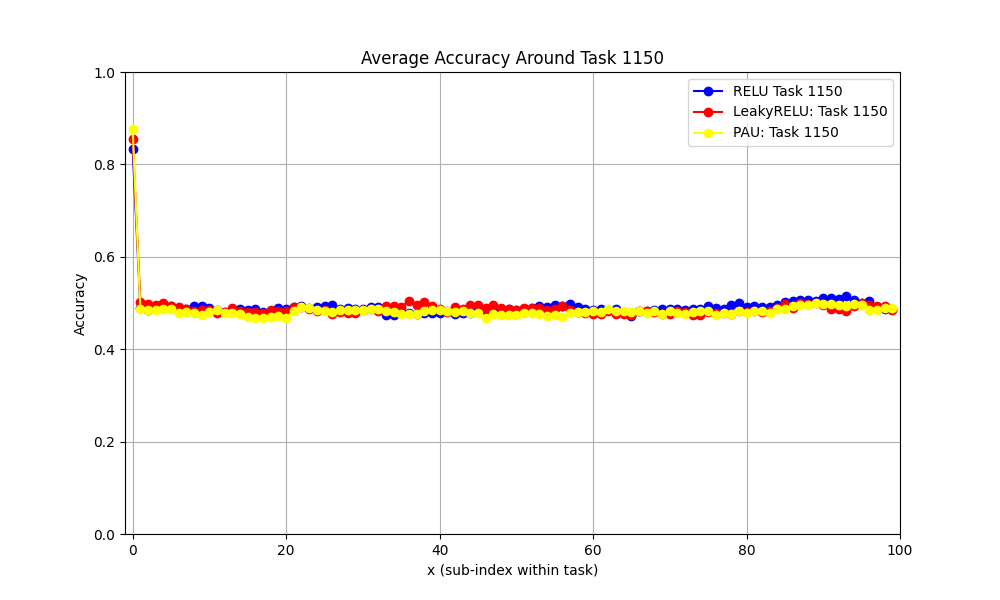 Average Accuracy Around Task 1150
RELU Task 1150
LeakyRELU: Task 1150
PAU: Task 1150
Accuracy
1.0
0.8
0.6
0.4
0.2
0.0
0 20 40 60 80 100
x (sub-index within task)